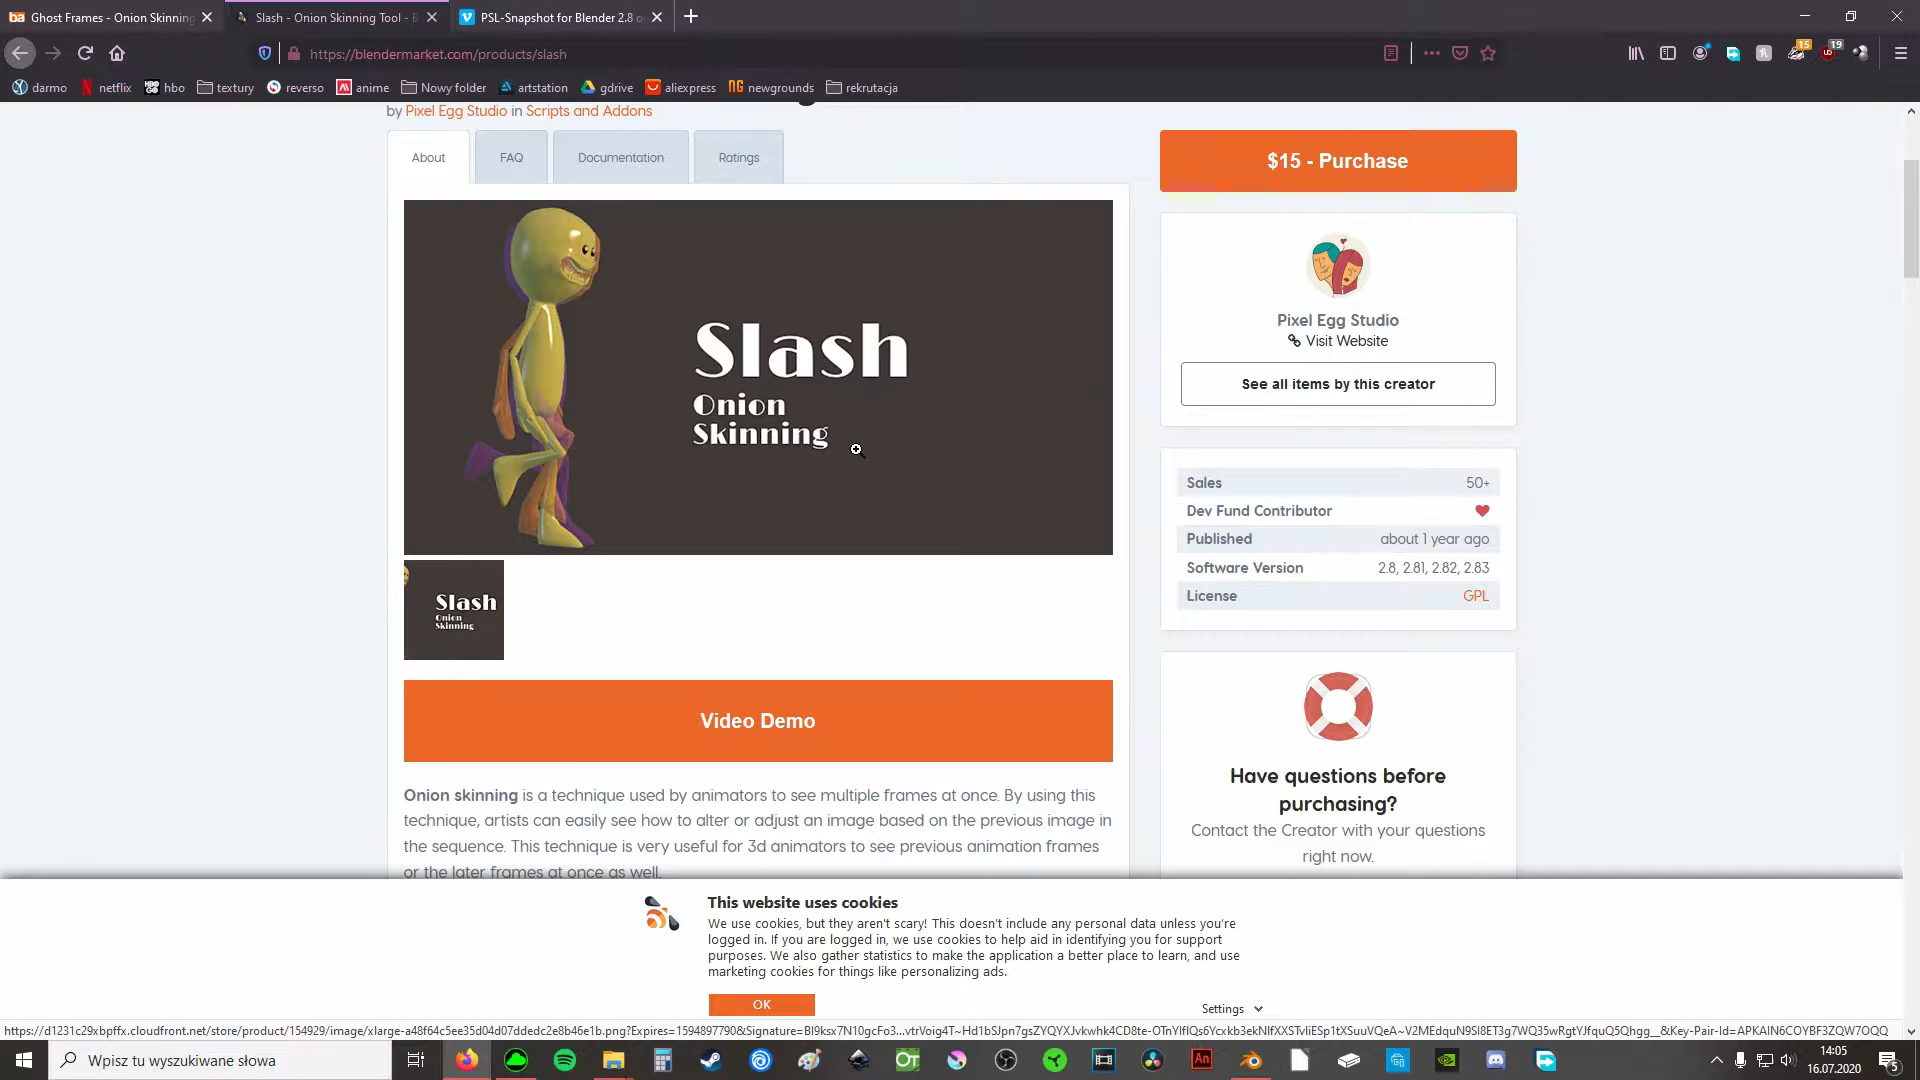 Ghost Frames - Onion Skinning
Slash - Onion Skinning Tool - B
PSL-Snapshot for Blender 2.8 o
https://blendermarket.com/products/slash
15
19
darmo
netflix
hbo
textury
reverso
anime
Nowy folder
artstation
gdrive
aliexpress
newgrounds
rekrutacja
by Pixel Egg Studio in Scripts and Addons
About
FAQ
Documentation
Ratings
$15 - Purchase
Slash
Onion
Skinning
Pixel Egg Studio
Visit Website
See all items by this creator
Sales 50+
Dev Fund Contributor
Published about 1 year ago
Software Version 2.8, 2.81, 2.82, 2.83
License GPL
Slash
Onion
Skinning
Video Demo
Onion skinning is a technique used by animators to see multiple frames at once. By using this
technique, artists can easily see how to alter or adjust an image based on the previous image in
the sequence. This technique is very useful for 3d animators to see previous animation frames
or the later frames at once as well.
Have questions before
purchasing?
Contact the Creator with your questions
right now.
This website uses cookies
We use cookies, but they aren't scary! This doesn't include any personal data unless you're
logged in. If you are logged in, we use cookies to help aid in identifying you for support
purposes. We also gather statistics to make the application a better place to learn, and use
marketing cookies for things like personalizing ads.
OK
Settings
Wpisz tu wyszukiwane słowa
14:05
16.07.2020
5